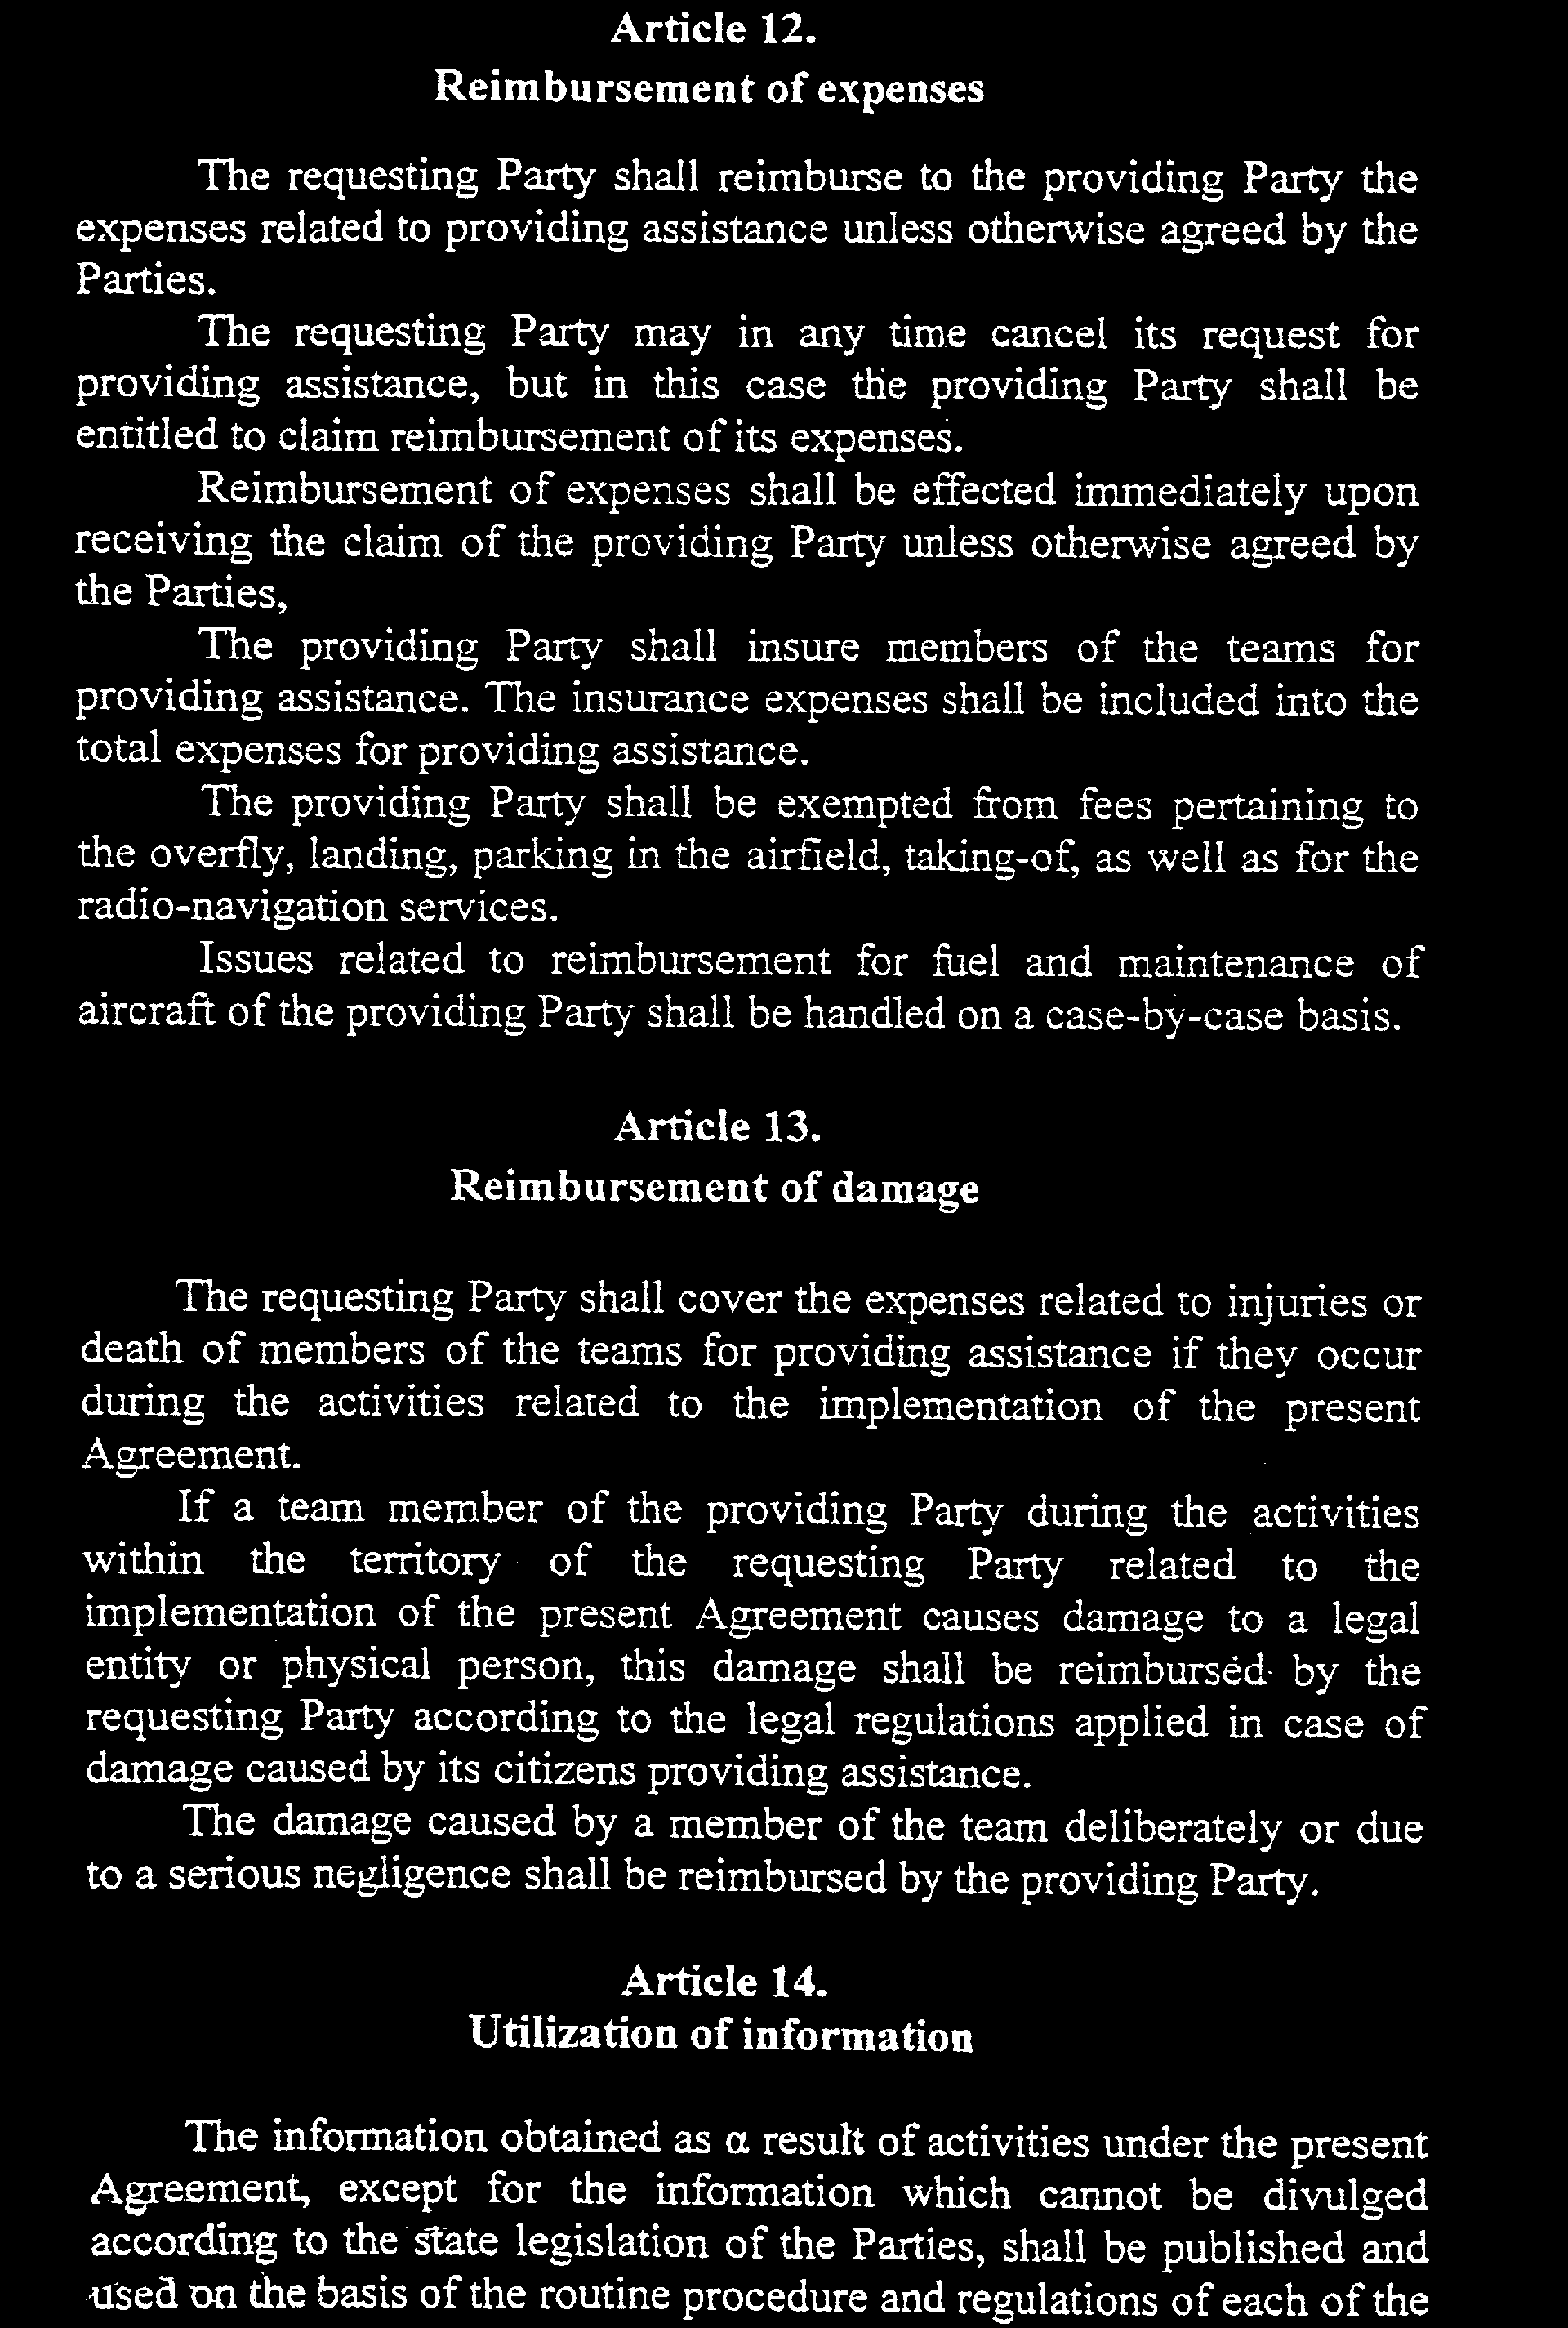 Article 12.
Reimbursement of expenses
The requesting Party shall reimburse to the providing Party the
expenses related to providing assistance unless otherwise agreed by the
Parties.
The requesting Party may in any time cancel its request for
providing assistance, but in this case the providing Party shall be
entitled to claim reimbursement of its expenses.
Reimbursement of expenses shall be effected immediately upon
receiving the claim of the providing Party unless otherwise agreed by
the Parties,
The providing Party shall insure members of the teams for
providing assistance. The insurance expenses shall be included into the
total expenses for providing assistance.
The providing Party shall be exempted from fees pertaining to
the overfly, landing, parking in the airfield, taking-of, as well as for the
radio-navigation services.
Issues related to reimbursement for fuel and maintenance of
aircraft of the providing Party shall be handled on a case-by-case basis.
Article 13.
Reimbursement of damage
The requesting Party shall cover the expenses related to injuries or
death of members of the teams for providing assistance if they occur
during the activities related to the implementation of the present
Agreement.
If a team member of the providing Party during the activities
within the territory of the requesting Party related to the
implementation of the present Agreement causes damage to a legal
entity or physical person, this damage shall be reimbursed by the
requesting Party according to the legal regulations applied in case of
damage caused by its citizens providing assistance.
The damage caused by a member of the team deliberately or due
to a serious negligence shall be reimbursed by the providing Party.
Article 14.
Utilization of information
The information obtained as a result of activities under the present
Agreement, except for the information which cannot be divulged
according to the state legislation of the Parties, shall be published and
used on the basis of the routine procedure and regulations of each of the